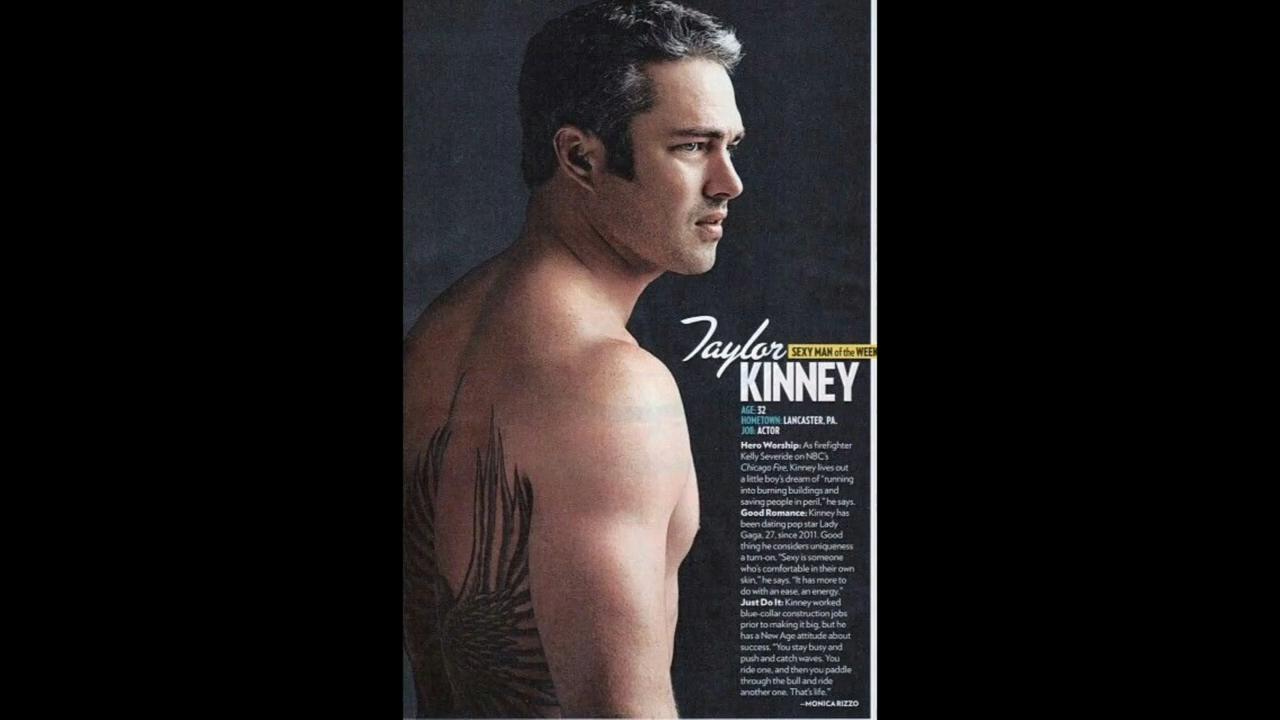 Taylor
SEXY MAN of the WEEK
KINNEY
AGE: 32
HOMETOWN: LANCASTER, PA.
JOB: ACTOR
Hero Worship: As firefighter
Kelly Severide on NBC's
Chicago Fire, Kinney lives out
a little boy's dream of "running
into burning buildings and
saving people in peril," he says.
Good Romance: Kinney has
been dating pop star Lady
Gaga, 27, since 2011. Good
thing he considers uniqueness
a turn-on. "Sexy is someone
who's comfortable in their own
skin," he says. "It has more to
do with an ease, an energy."
Just Do It: Kinney worked
blue-collar construction jobs
prior to making it big, but he
has a New Age attitude about
success. "You stay busy and
push and catch waves. You
ride one, and then you paddle
through the bull and ride
another one. That's life."
—MONICA RIZZO